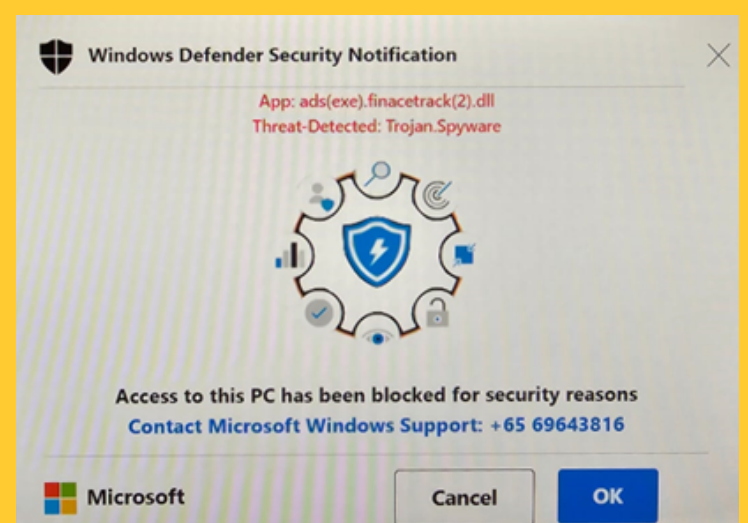 Windows Defender Security Notification
App: ads(exe).finacetrack(2).dll
Threat-Detected: Trojan.Spyware
Access to this PC has been blocked for security reasons
Contact Microsoft Windows Support: +65 69643816
Microsoft
Cancel
OK